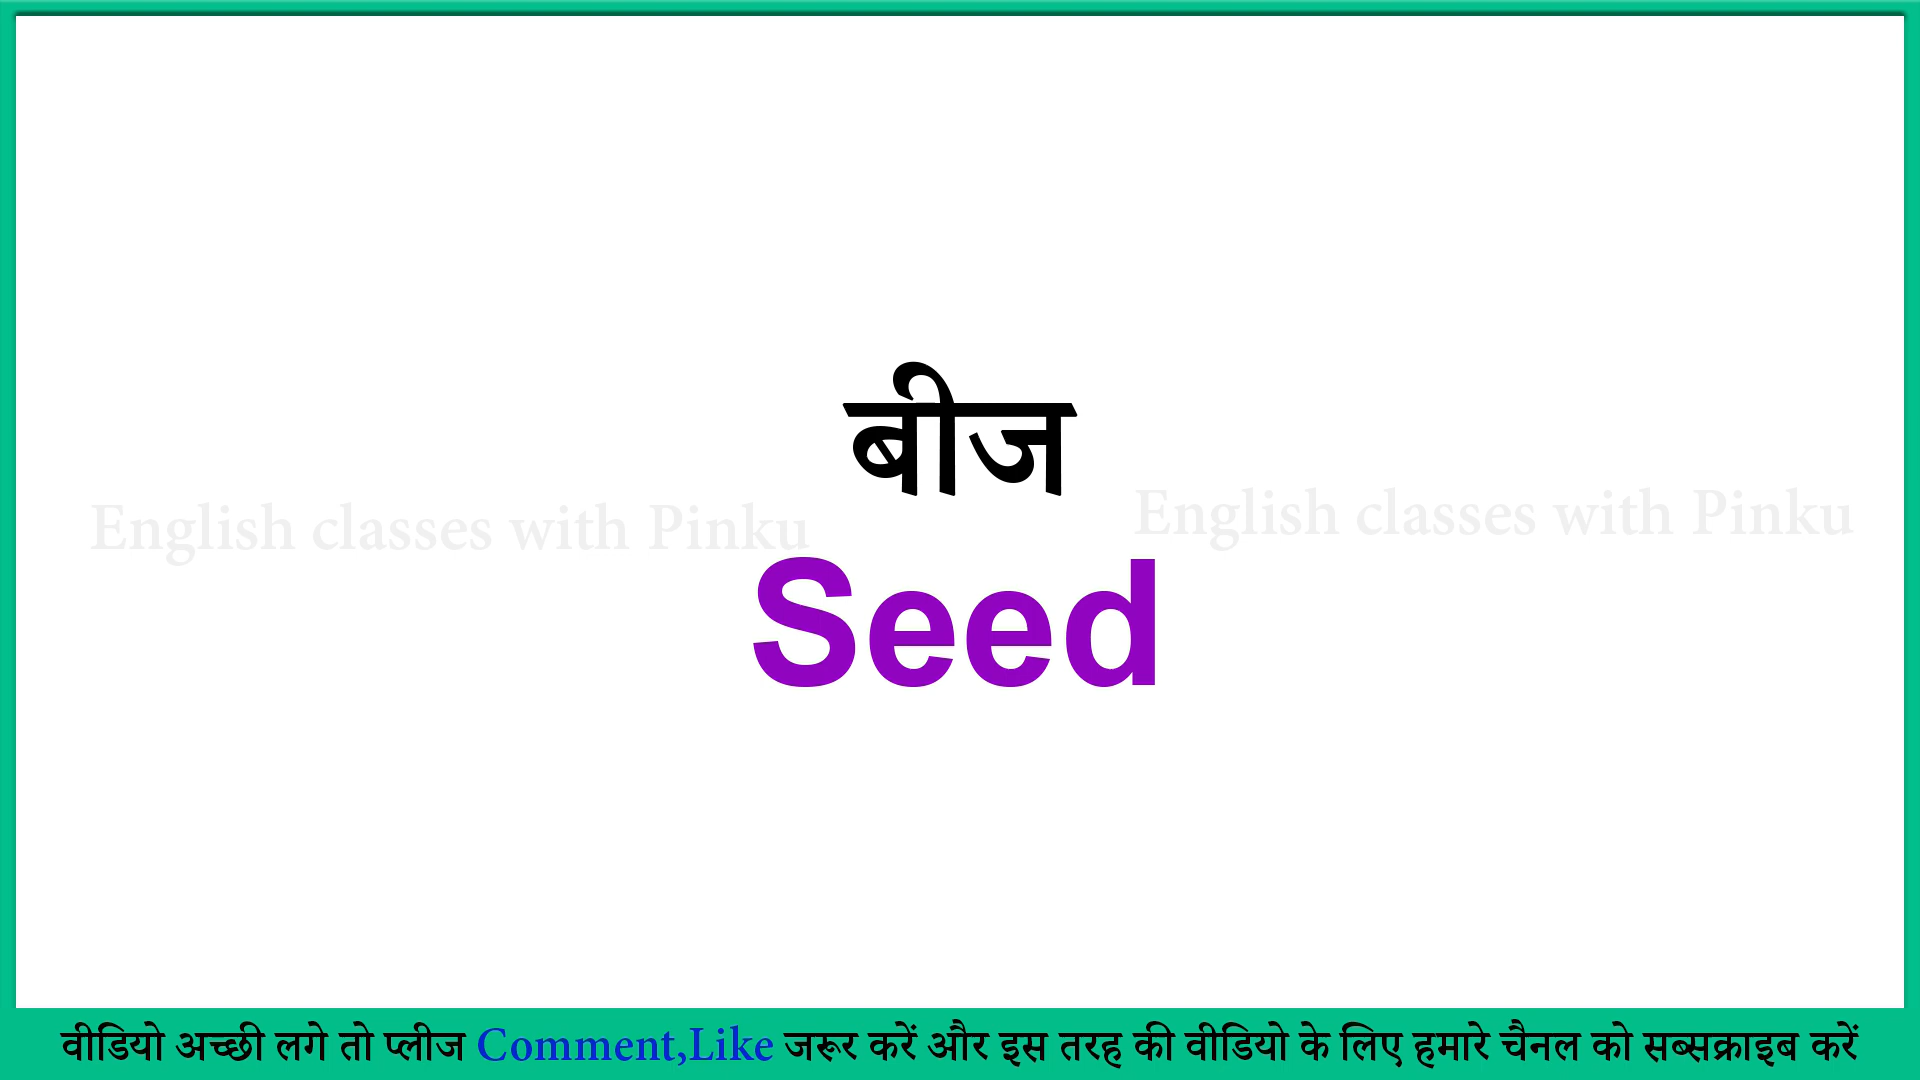 बीज
English classes with Pinku
English classes with Pinku
Seed
वीडियो अच्छी लगे तो प्लीज Comment,Like जरूर करें और इस तरह की वीडियो के लिए हमारे चैनल को सब्सक्राइब करें